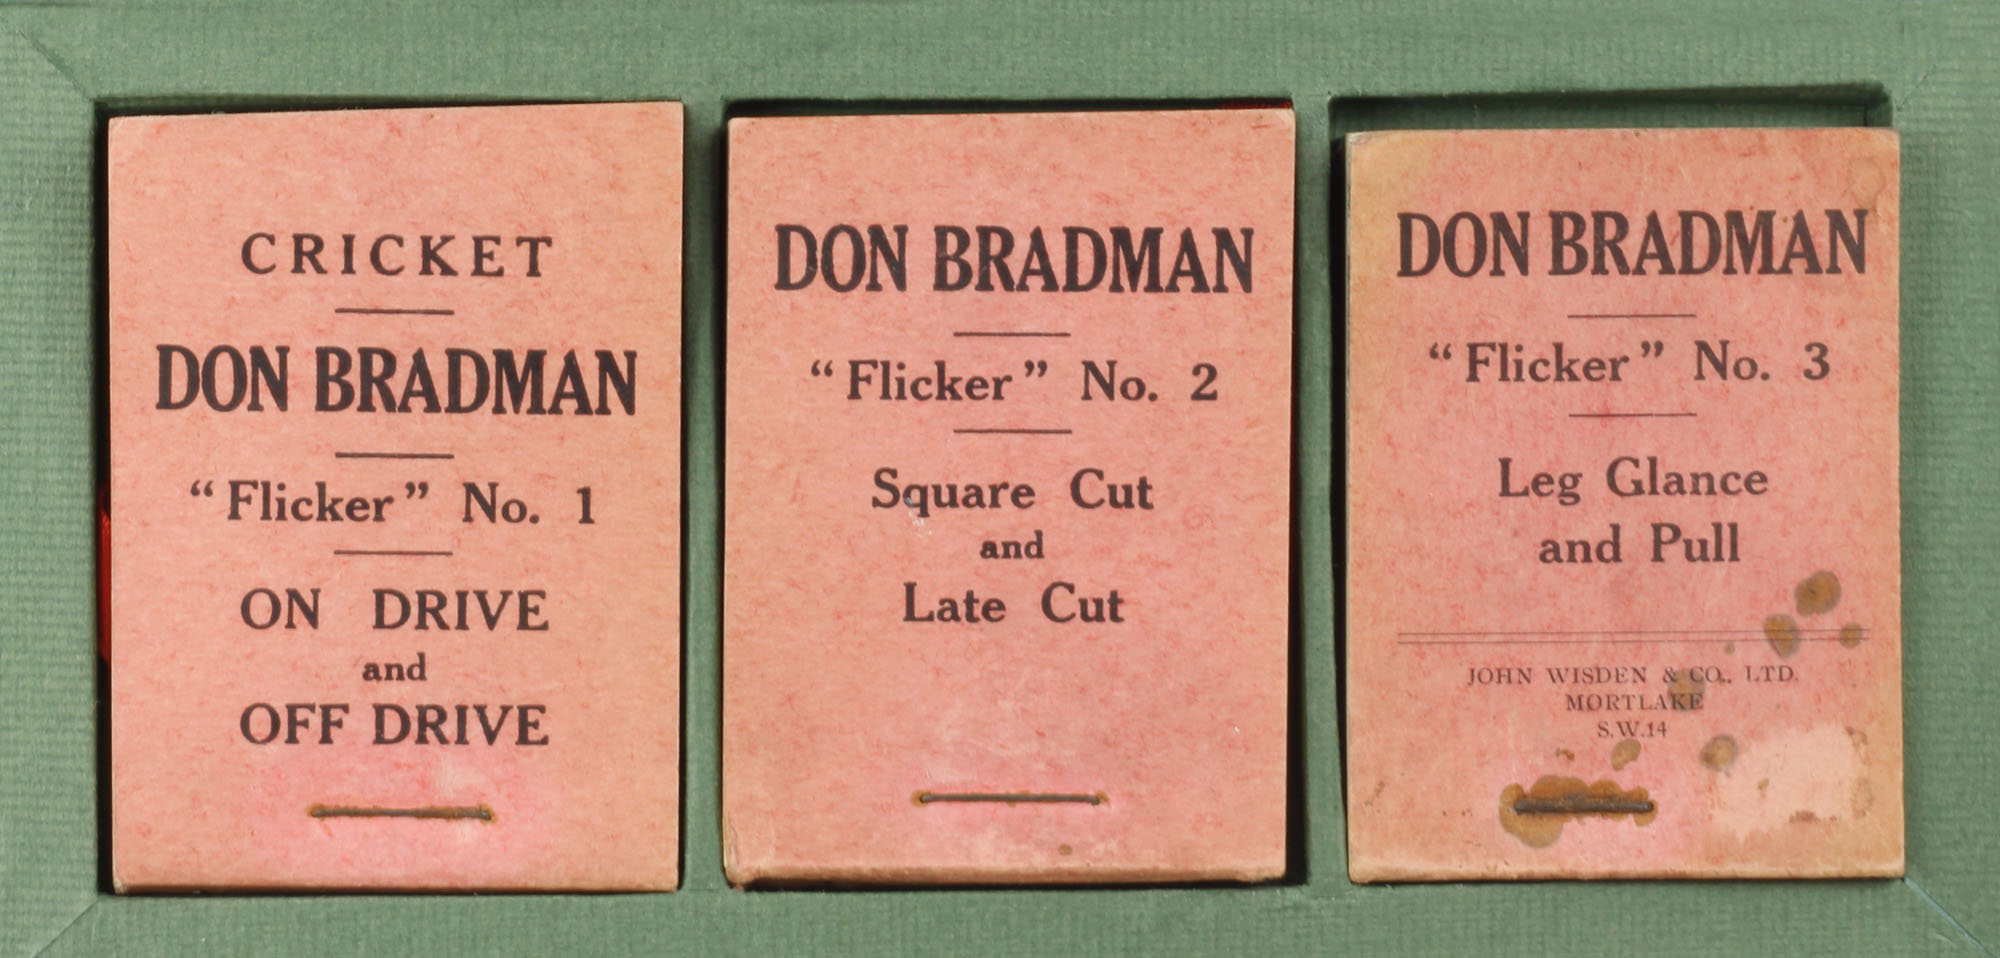 CRICKET
DON BRADMAN
“Flicker” No. 1
ON DRIVE
and
OFF DRIVE
DON BRADMAN
“Flicker” No. 2
Square Cut
and
Late Cut
DON BRADMAN
“Flicker” No. 3
Leg Glance
and Pull
JOHN WISDEN & CO., LTD.
MORTLAKE
S.W.14